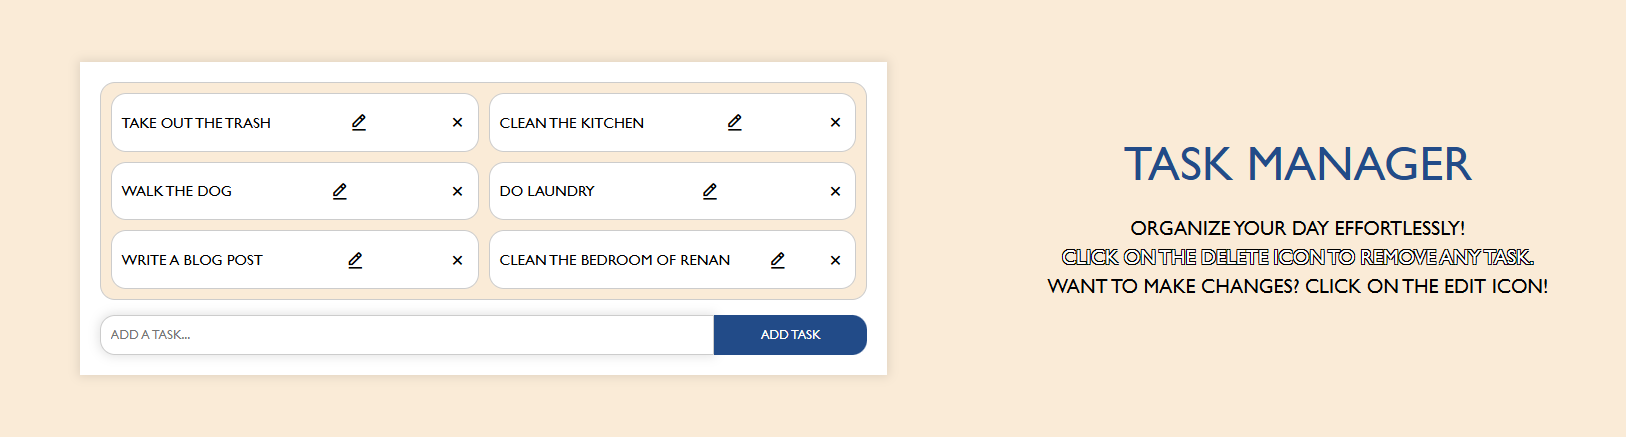 TAKE OUT THE TRASH
CLEAN THE KITCHEN
WALK THE DOG
DO LAUNDRY
WRITE A BLOG POST
CLEAN THE BEDROOM OF RENAN
ADD A TASK...
ADD TASK
TASK MANAGER
ORGANIZE YOUR DAY EFFORTLESSLY!
CLICK ON THE DELETE ICON TO REMOVE ANY TASK.
WANT TO MAKE CHANGES? CLICK ON THE EDIT ICON!